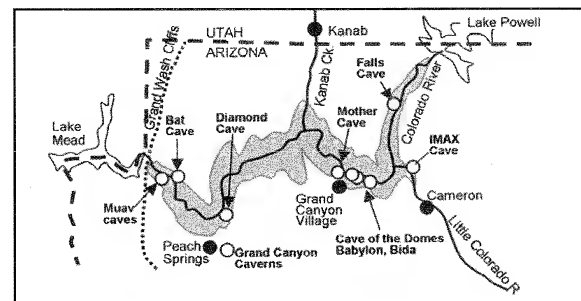 Kanab
Lake Powell
UTAH
ARIZONA
Grand Wash Cliffs
Kanab Ck.
Falls
Cave
Colorado River
Lake
Mead
Bat
Cave
Diamond
Cave
Mother
Cave
IMAX
Cave
Muav
caves
Grand
Canyon
Village
Cameron
Peach
Springs
Grand Canyon
Caverns
Cave of the Domes
Babylon, Bida
Little Colorado R